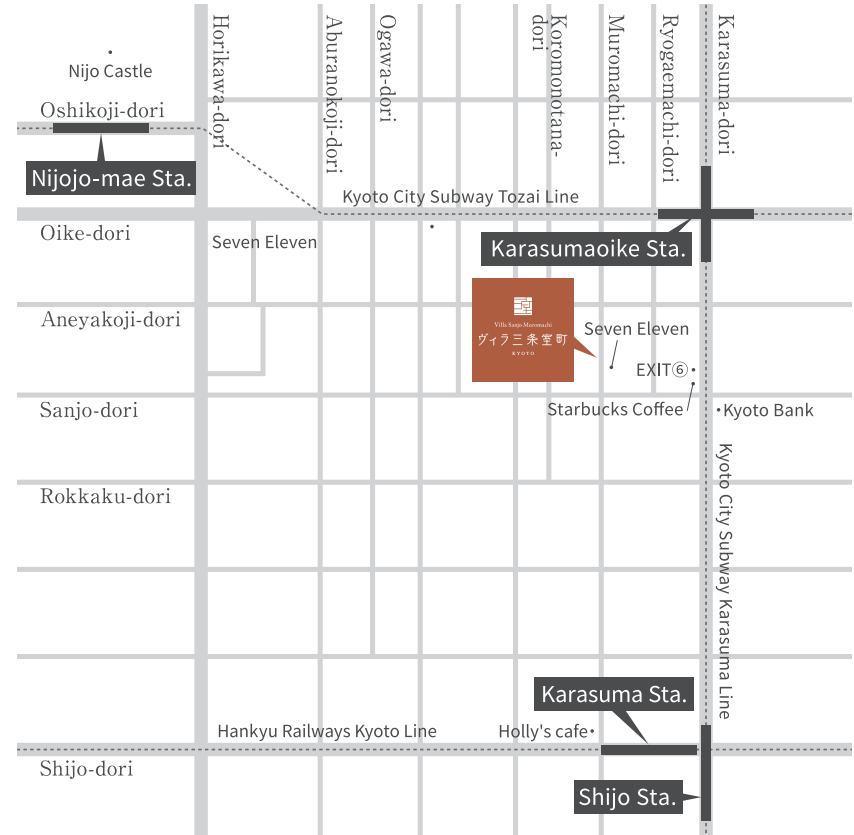 Horikawa-dori
Aburanokoji-dori
Ogawa-dori
Koromonotana-
dori
Muromachi-dori
Ryogaemachi-dori
Karasuma-dori
Nijo Castle
Oshikoji-dori
Nijojo-mae Sta.
Kyoto City Subway Tozai Line
Oike-dori
Seven Eleven
Karasumaoike Sta.
Aneyakoji-dori
Villa Sanjo Muromachi
ヴィラ三条室町
KYOTO
Seven Eleven
EXIT⑥
Sanjo-dori
Starbucks Coffee
Kyoto Bank
Kyoto City Subway Karasuma Line
Rokkaku-dori
Karasuma Sta.
Hankyu Railways Kyoto Line
Holly's cafe
Shijo-dori
Shijo Sta.